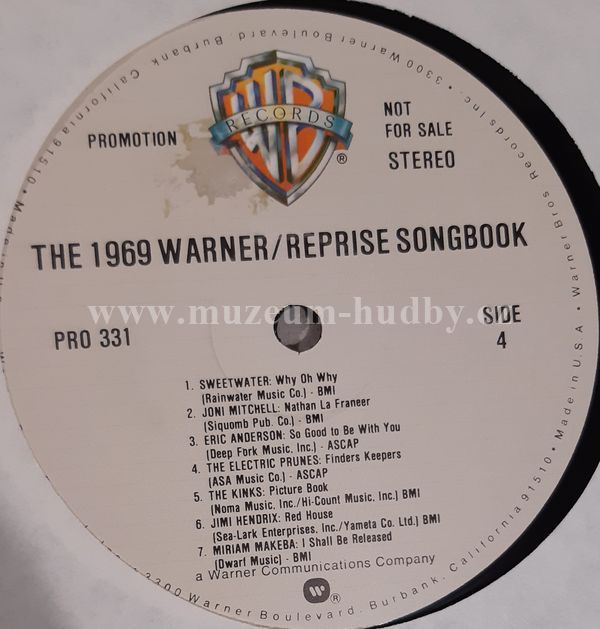 WB
RECORDS
®
PROMOTION
NOT
FOR SALE
STEREO
THE 1969 WARNER/REPRISE SONGBOOK
www.muzeum-hudby.c
PRO 331
SIDE
4
1. SWEETWATER: Why Oh Why
(Rainwater Music Co.) - BMI
2. JONI MITCHELL: Nathan La Franeer
(Siquomb Pub. Co.) - BMI
3. ERIC ANDERSON: So Good to Be With You
(Deep Fork Music, Inc.) - ASCAP
4. THE ELECTRIC PRUNES: Finders Keepers
(ASA Music Co.) - ASCAP
5. THE KINKS: Picture Book
(Noma Music, Inc./Hi-Count Music, Inc.) BMI
6. JIMI HENDRIX: Red House
(Sea-Lark Enterprises, Inc./Yameta Co. Ltd.) BMI
7. MIRIAM MAKEBA: I Shall Be Released
(Dwarf Music) - BMI
a Warner Communications Company
®
Warner Bros Records Inc. • 3300 Warner Boulevard, Burbank, California 91510 • Made in U.S.A. •
3300 Warner Boulevard, Burbank, California 91510 • Made in U.S.A. •